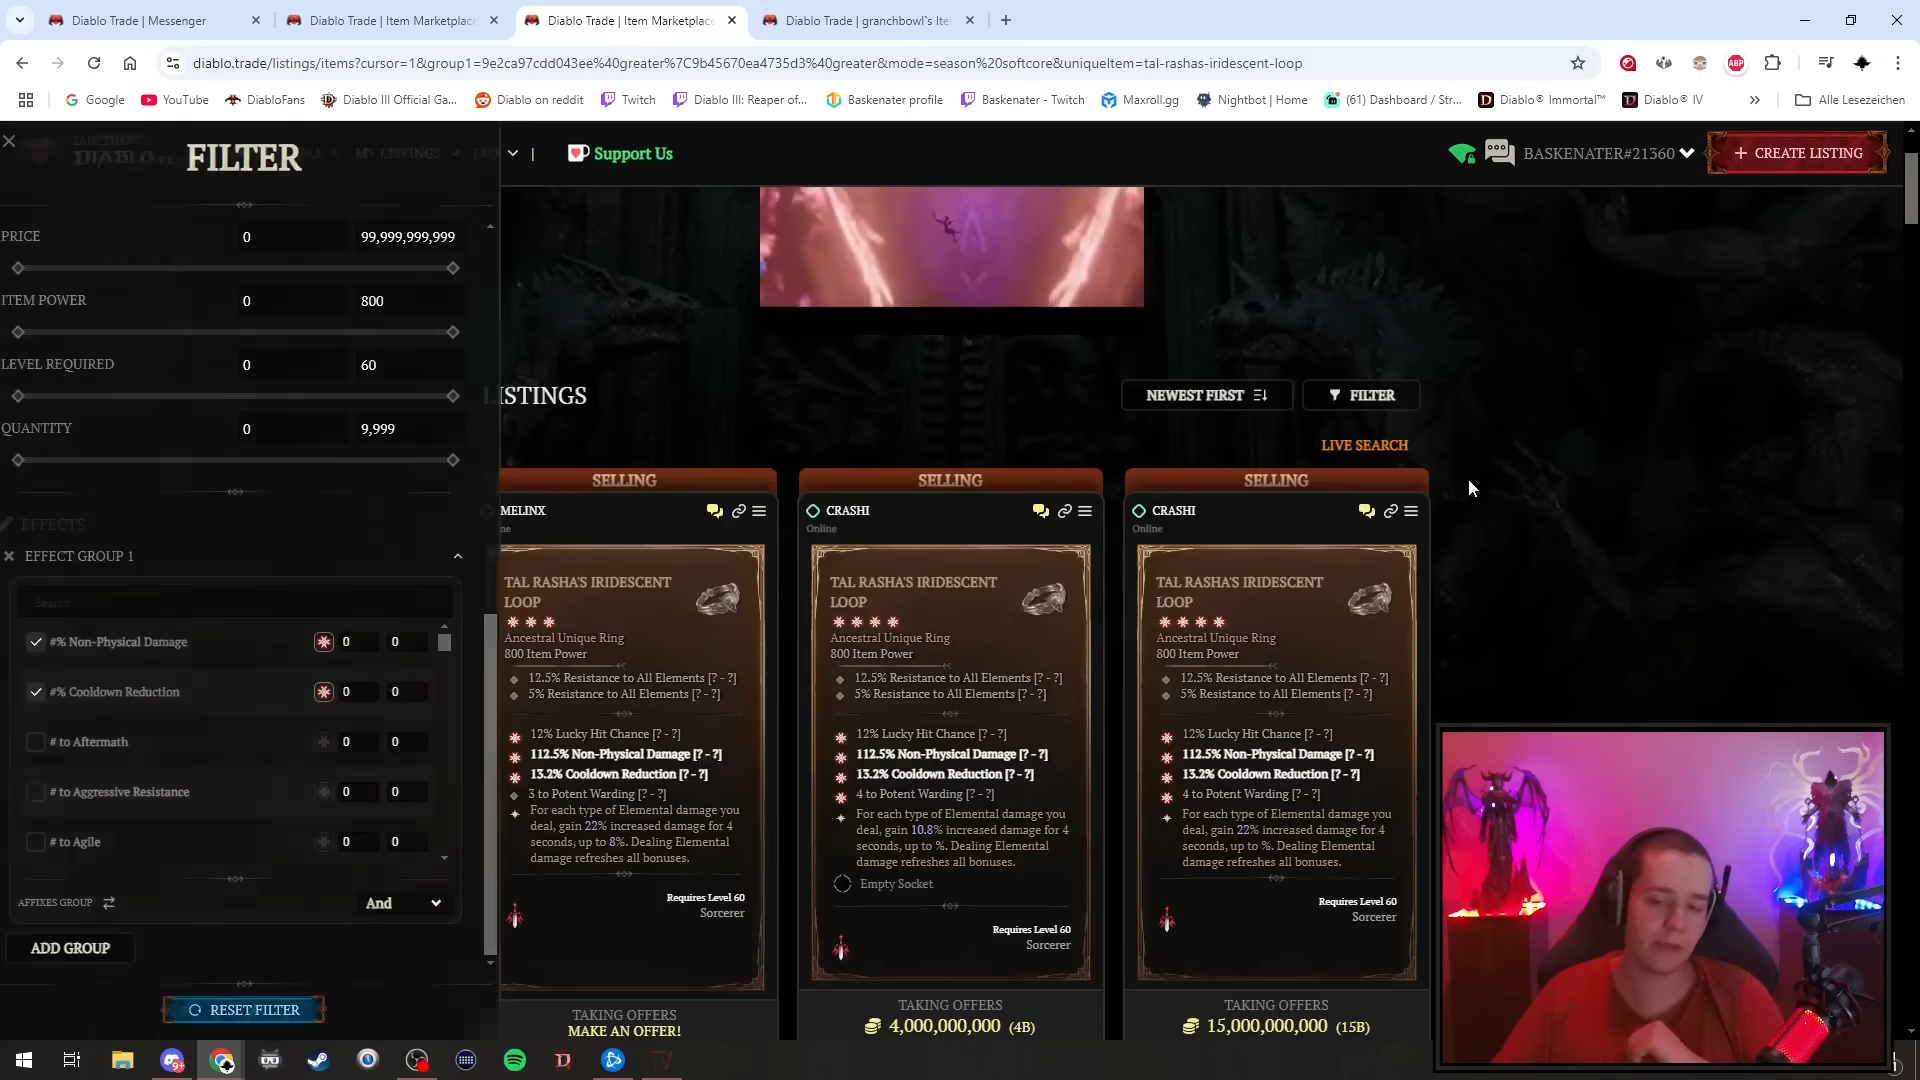 Diablo Trade | Messenger
Diablo Trade | Item Marketplace
Diablo Trade | Item Marketplace
Diablo Trade | granchbowl`s Ite
diablo.trade/listings/items?cursor=1&group1=9e2ca97cdd043ee%40greater%7C9b45670ea4735d3%40greater&mode=season%20softcore&uniqueItem=tal-rashas-iridescent-loop
ABP
Google
YouTube
DiabloFans
Diablo III Official Ga...
Diablo on reddit
Twitch
Diablo III: Reaper of...
Baskenater profile
Baskenater - Twitch
Maxroll.gg
Nightbot | Home
(61) Dashboard / Str...
Diablo® Immortal™
Diablo® IV
Alle Lesezeichen
SANCTUARY
DIABLO
MY LISTINGS
FAQ
FILTER
Support Us
BASKENATER#21360
+ CREATE LISTING
PRICE 0 99,999,999,999
ITEM POWER 0 800
LEVEL REQUIRED 0 60
QUANTITY 0 9,999
EFFECTS
EFFECT GROUP 1
Search
#% Non-Physical Damage 0 0
#% Cooldown Reduction 0 0
# to Aftermath 0 0
# to Aggressive Resistance 0 0
# to Agile 0 0
AFFIXES GROUP And
ADD GROUP
RESET FILTER
LISTINGS
NEWEST FIRST
FILTER
LIVE SEARCH
SELLING
MELINX
ne
TAL RASHA'S IRIDESCENT
LOOP
Ancestral Unique Ring
800 Item Power
12.5% Resistance to All Elements [? - ?]
5% Resistance to All Elements [? - ?]
12% Lucky Hit Chance [? - ?]
112.5% Non-Physical Damage [? - ?]
13.2% Cooldown Reduction [? - ?]
3 to Potent Warding [? - ?]
For each type of Elemental damage you
deal, gain 22% increased damage for 4
seconds, up to 8%. Dealing Elemental
damage refreshes all bonuses.
Requires Level 60
Sorcerer
TAKING OFFERS
MAKE AN OFFER!
SELLING
CRASHI
Online
TAL RASHA'S IRIDESCENT
LOOP
Ancestral Unique Ring
800 Item Power
12.5% Resistance to All Elements [? - ?]
5% Resistance to All Elements [? - ?]
12% Lucky Hit Chance [? - ?]
112.5% Non-Physical Damage [? - ?]
13.2% Cooldown Reduction [? - ?]
4 to Potent Warding [? - ?]
For each type of Elemental damage you
deal, gain 10.8% increased damage for 4
seconds, up to %. Dealing Elemental
damage refreshes all bonuses.
Empty Socket
Requires Level 60
Sorcerer
TAKING OFFERS
4,000,000,000 (4B)
SELLING
CRASHI
Online
TAL RASHA'S IRIDESCENT
LOOP
Ancestral Unique Ring
800 Item Power
12.5% Resistance to All Elements [? - ?]
5% Resistance to All Elements [? - ?]
12% Lucky Hit Chance [? - ?]
112.5% Non-Physical Damage [? - ?]
13.2% Cooldown Reduction [? - ?]
4 to Potent Warding [? - ?]
For each type of Elemental damage you
deal, gain 22% increased damage for 4
seconds, up to %. Dealing Elemental
damage refreshes all bonuses.
Requires Level 60
Sorcerer
TAKING OFFERS
15,000,000,000 (15B)
9+